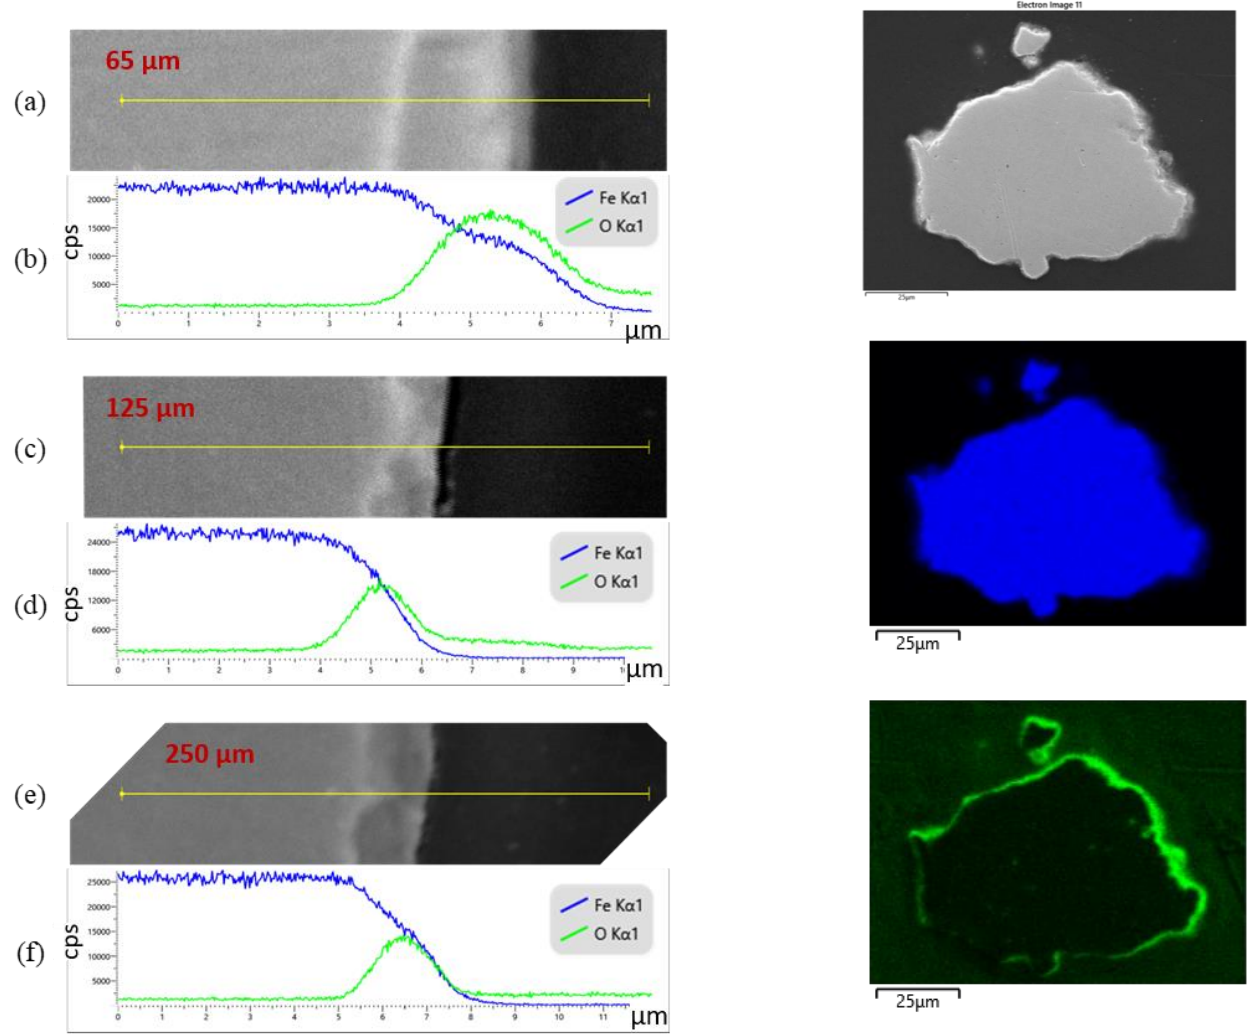 Electron Image 11
(a)
65 µm
25µm
20000
15000
10000
5000
cps
(b)
Fe Kα1
O Kα1
0 1 2 3 4 5 6 7
µm
(c)
125 µm
24000
18000
12000
6000
cps
(d)
Fe Kα1
O Kα1
0 1 2 3 4 5 6 7 8 9
µm
25µm
(e)
250 µm
25000
20000
15000
10000
5000
cps
(f)
Fe Kα1
O Kα1
0 1 2 3 4 5 6 7 8 9 10 11
µm
25µm